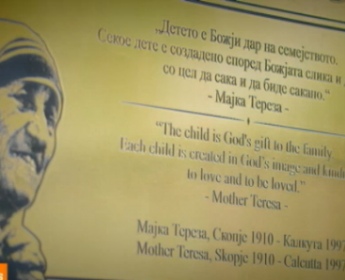 „Детето е Божји дар на семејството.
Секое дете е создадено според Божјата слика и
со цел да сака и да биде сакано.“
- Мајка Тереза -
“The child is God's gift to the family
Each child is created in God's image and
to love and to be loved.”
- Mother Teresa -
Мајка Тереза, Скопје 1910 - Калкута 1997
Mother Teresa, Skopje 1910 - Calcutta 1997